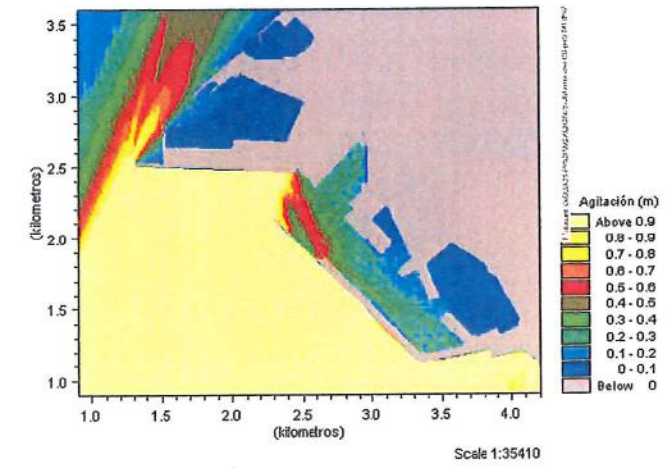 3.5
3.0
2.5
2.0
1.5
1.0
(kilometros)
1.0 1.5 2.0 2.5 3.0 3.5 4.0
(kilometros)
Agitación (m)
Above 0.9
0.8 - 0.9
0.7 - 0.8
0.6 - 0.7
0.5 - 0.6
0.4 - 0.5
0.3 - 0.4
0.2 - 0.3
0.1 - 0.2
0 - 0.1
Below 0
Scale 1:35410